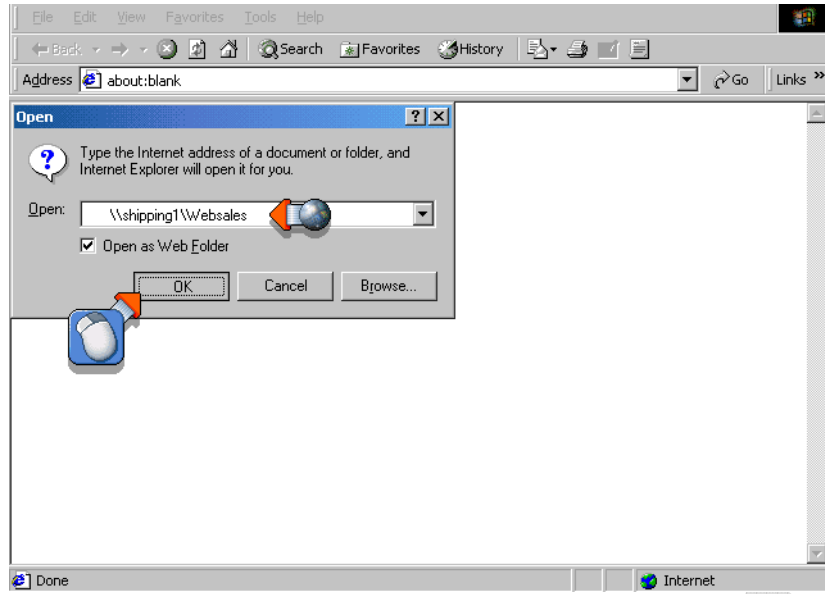 File Edit View Favorites Tools Help
Back Search Favorites History
Address about:blank Go Links »
Open
Type the Internet address of a document or folder, and
Internet Explorer will open it for you.
Open: \\shipping1\Websales
Open as Web Folder
OK Cancel Browse...
Done Internet